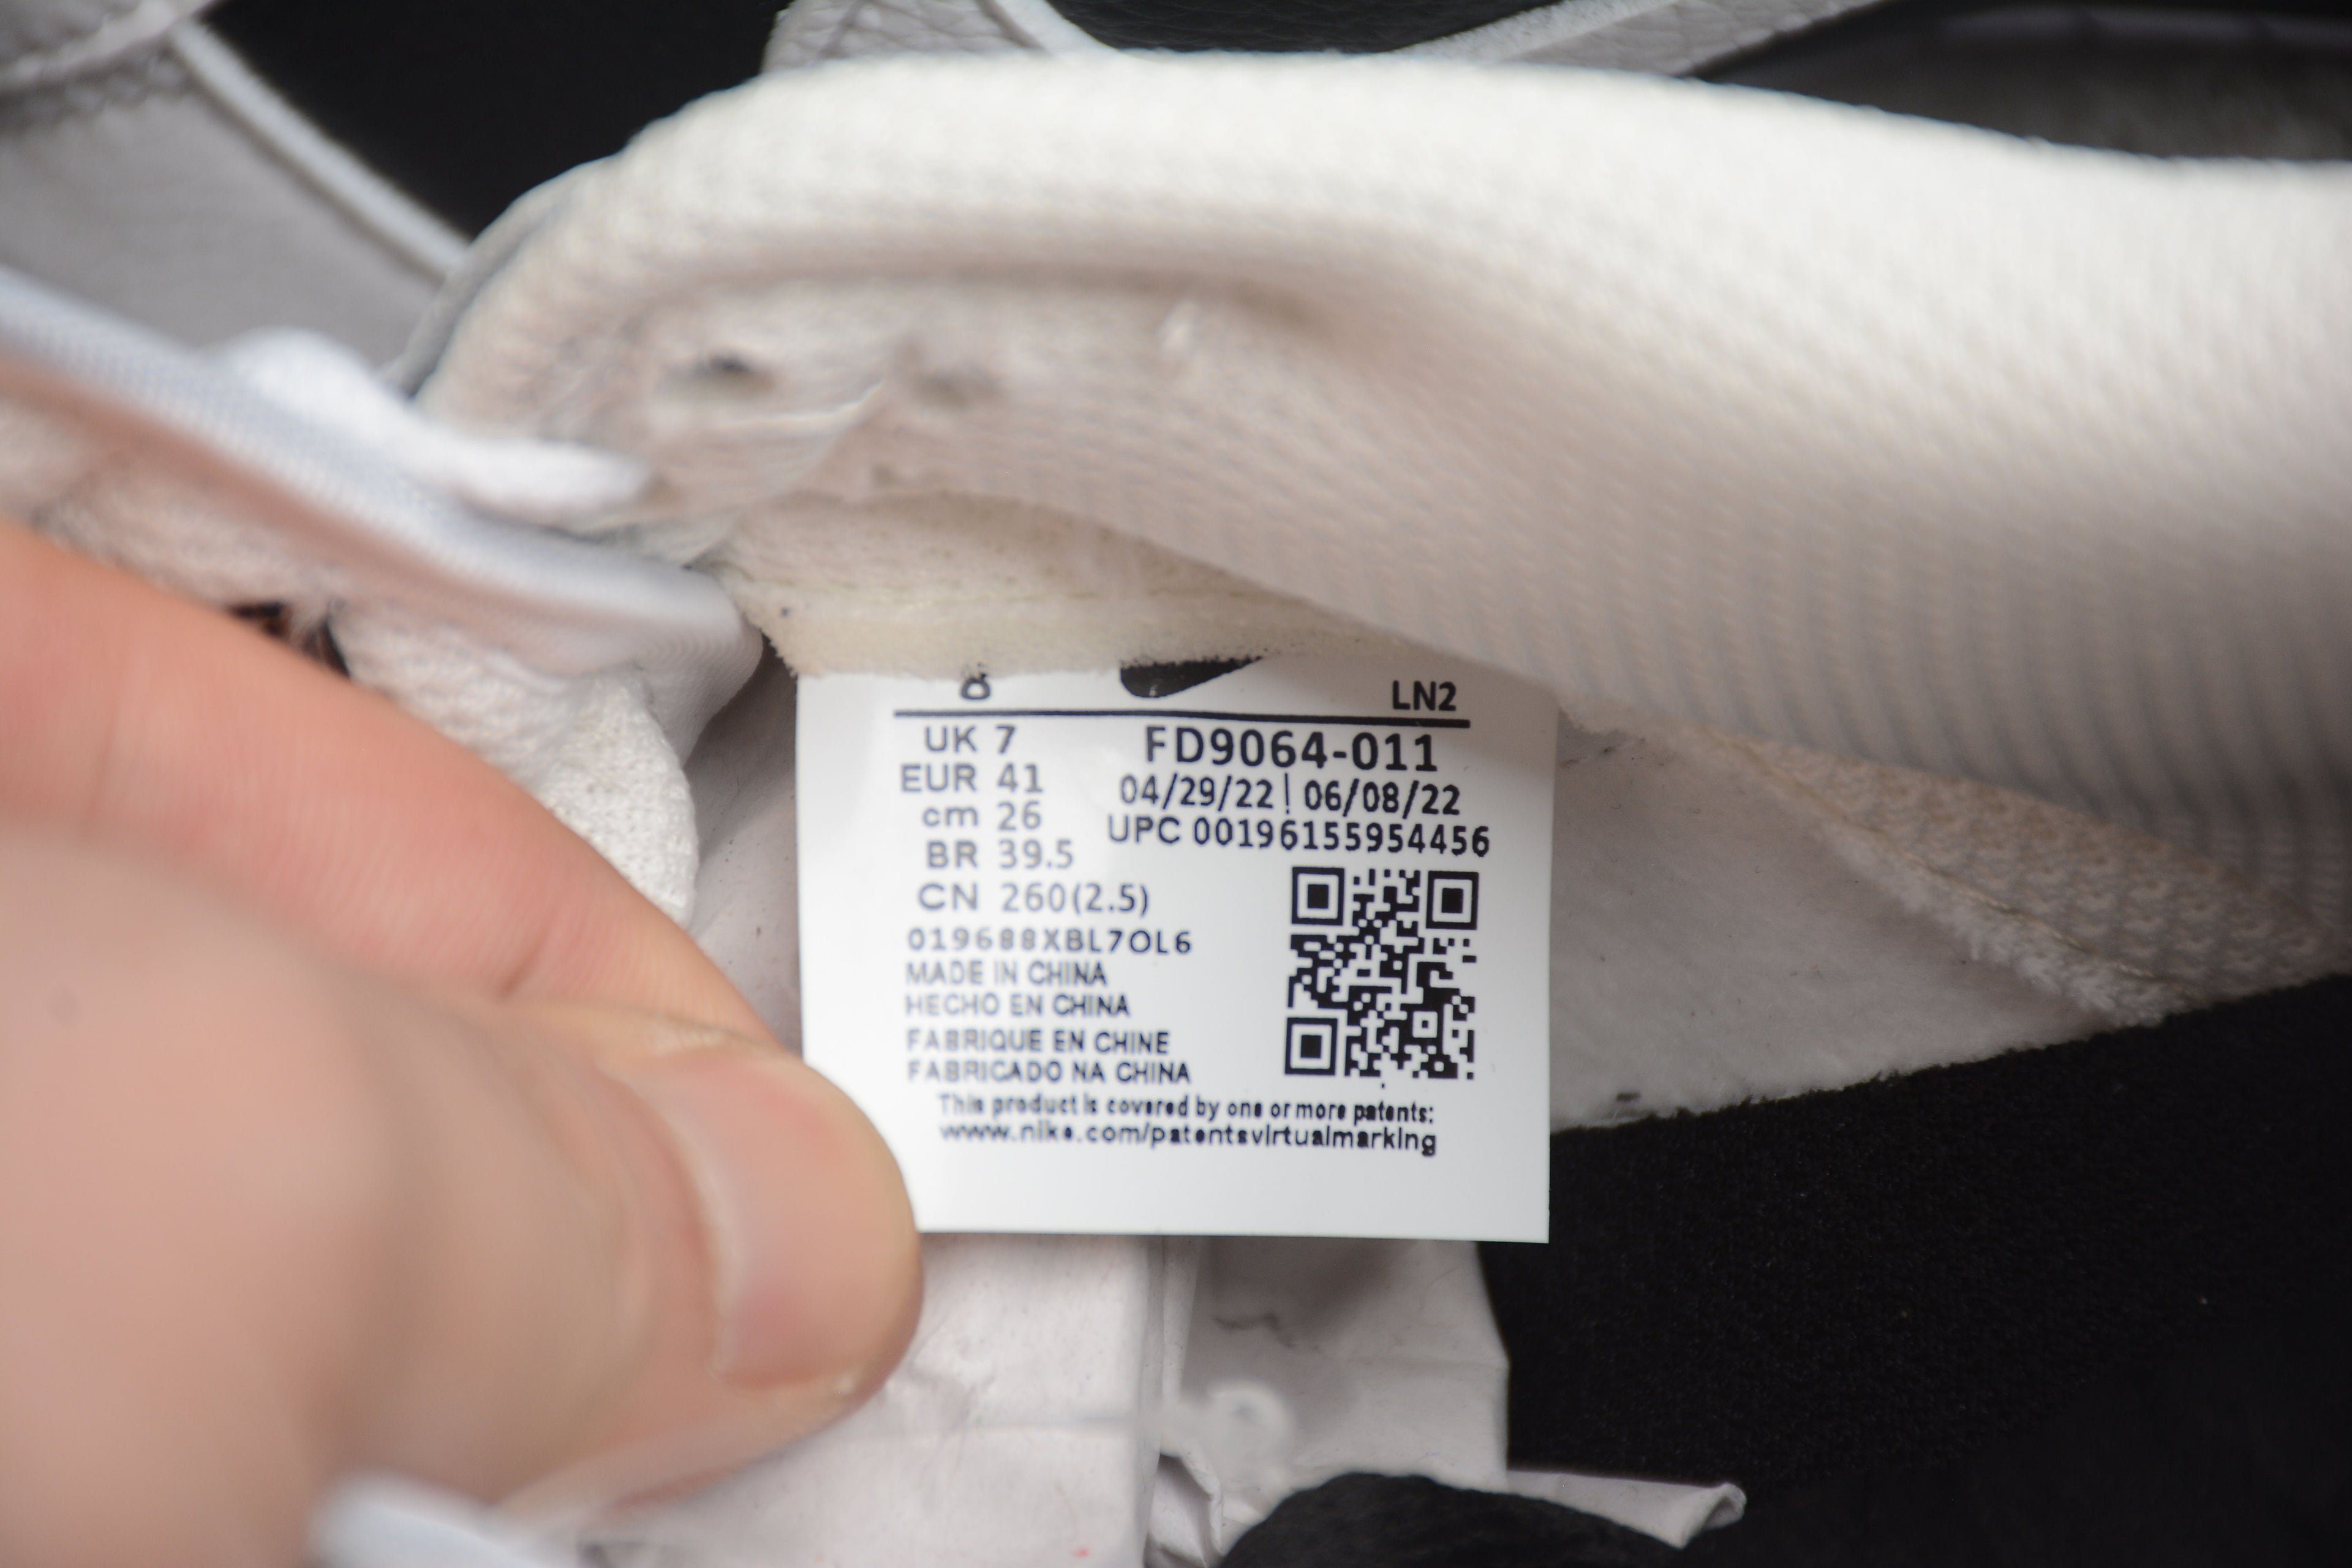 8 LN2
UK 7 FD9064-011
EUR 41 04/29/22 | 06/08/22
cm 26 UPC 00196155954456
BR 39.5
CN 260(2.5)
019688XBL7OL6
MADE IN CHINA
HECHO EN CHINA
FABRIQUE EN CHINE
FABRICADO NA CHINA
This product is covered by one or more patents:
www.nike.com/patentsvirtualmarking